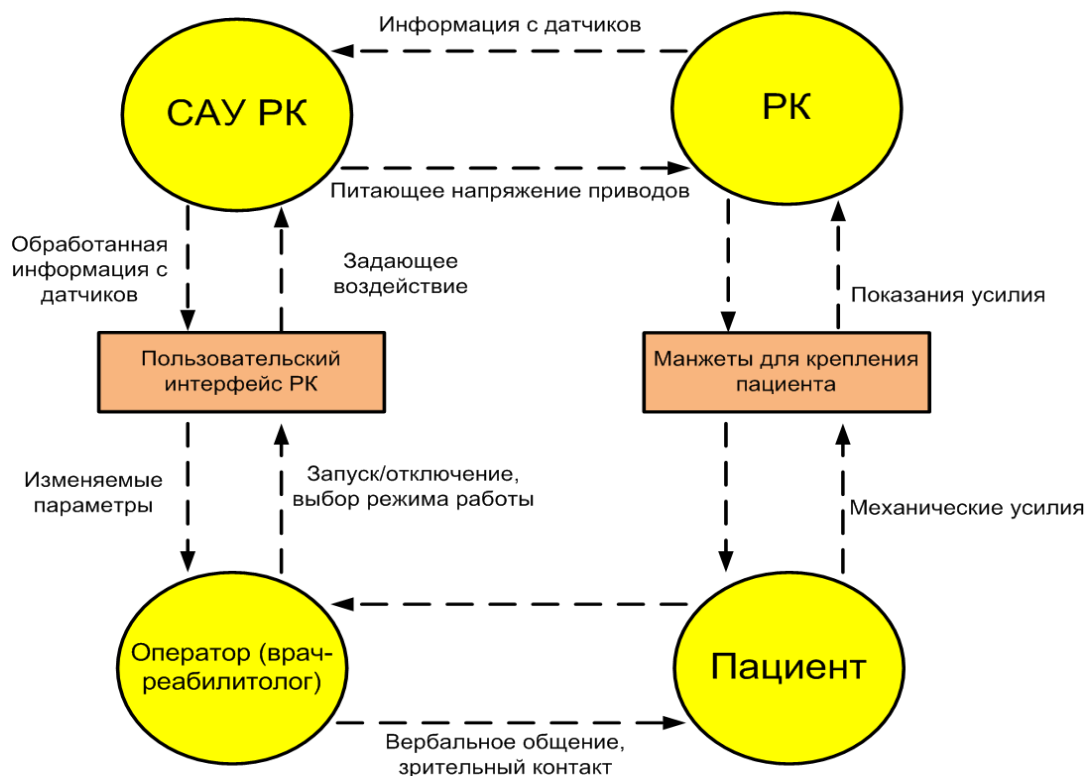 Информация с датчиков
САУ РК
РК
Питающее напряжение приводов
Обработанная
информация с
датчиков
Задающее
воздействие
Показания усилия
Пользовательский
интерфейс РК
Манжеты для крепления
пациента
Изменяемые
параметры
Запуск/отключение,
выбор режима работы
Механические усилия
Оператор (врач-
реабилитолог)
Пациент
Вербальное общение,
зрительный контакт